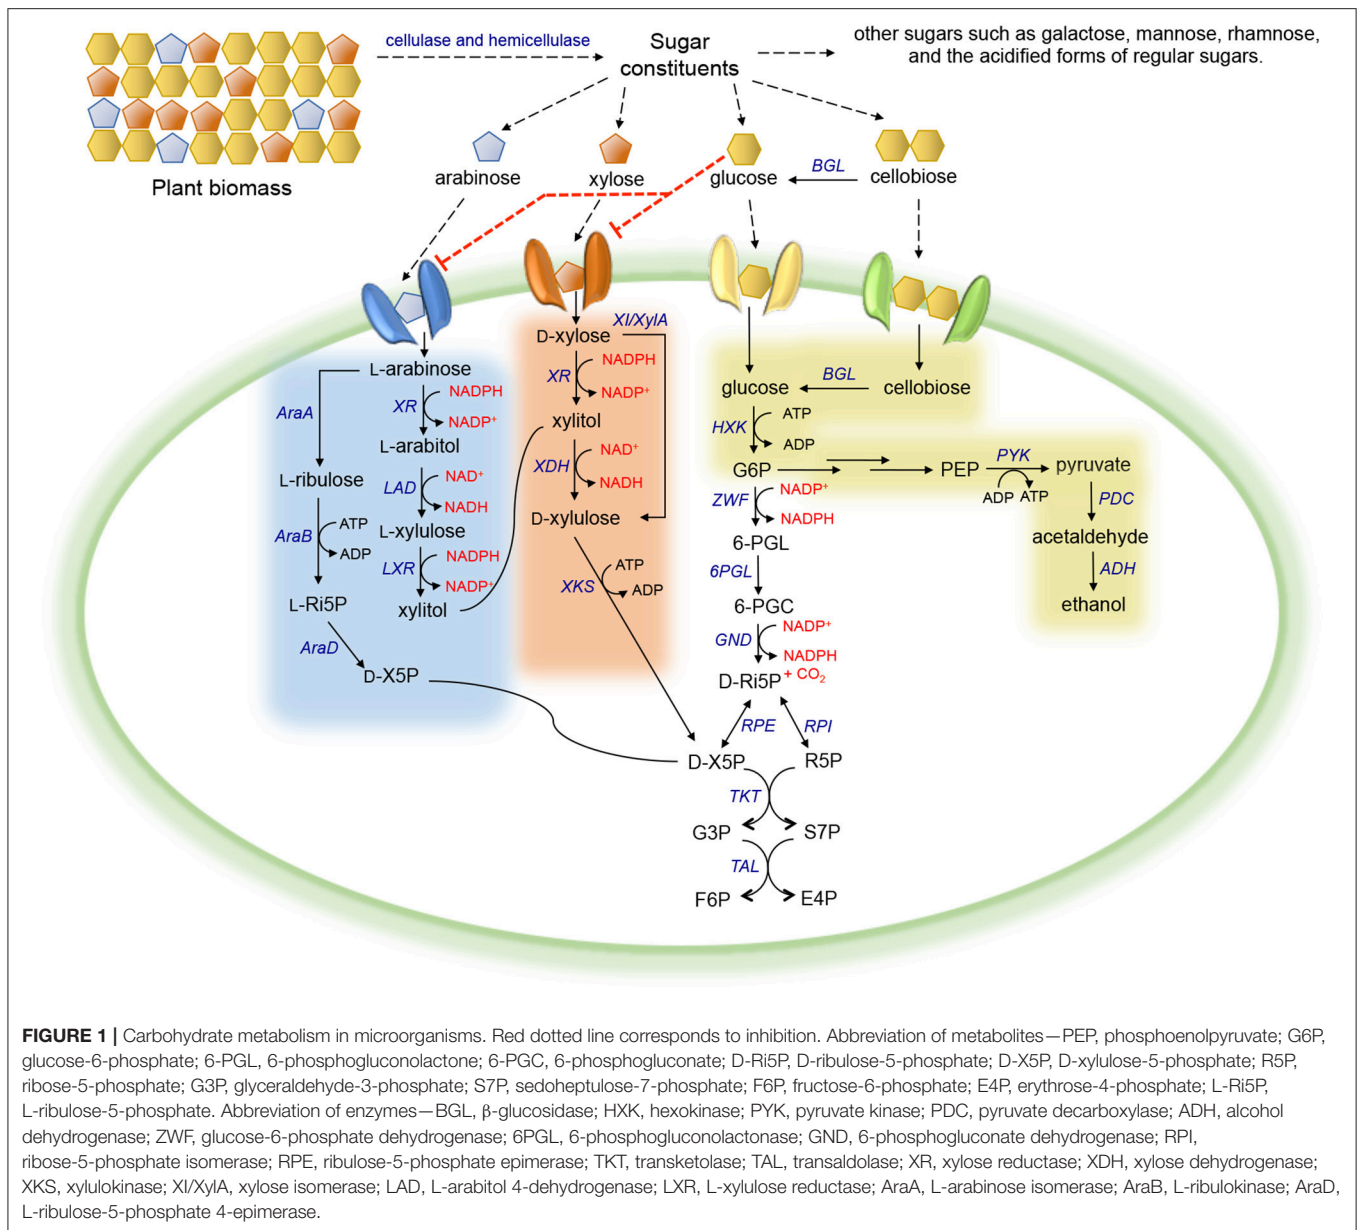 cellulase and hemicellulase
Sugar
constituents
other sugars such as galactose, mannose, rhamnose,
and the acidified forms of regular sugars.
Plant biomass
arabinose
xylose
glucose
BGL
cellobiose
L-arabinose
AraA
XR
NADPH
NADP+
L-arabitol
L-ribulose
LAD
NAD+
NADH
AraB
ATP
ADP
L-xylulose
LXR
NADPH
NADP+
L-Ri5P
xylitol
AraD
D-X5P
D-xylose
XI/XylA
XR
NADPH
NADP+
xylitol
XDH
NAD+
NADH
D-xylulose
XKS
ATP
ADP
glucose
BGL
cellobiose
HXK
ATP
ADP
G6P
PEP
PYK
pyruvate
ADP
ATP
PDC
acetaldehyde
ADH
ethanol
ZWF
NADP+
NADPH
6-PGL
6PGL
6-PGC
GND
NADP+
NADPH
+ CO2
D-Ri5P
RPE
RPI
D-X5P
R5P
TKT
G3P
S7P
TAL
F6P
E4P
FIGURE 1 | Carbohydrate metabolism in microorganisms. Red dotted line corresponds to inhibition. Abbreviation of metabolites—PEP, phosphoenolpyruvate; G6P,
glucose-6-phosphate; 6-PGL, 6-phosphogluconolactone; 6-PGC, 6-phosphogluconate; D-Ri5P, D-ribulose-5-phosphate; D-X5P, D-xylulose-5-phosphate; R5P,
ribose-5-phosphate; G3P, glyceraldehyde-3-phosphate; S7P, sedoheptulose-7-phosphate; F6P, fructose-6-phosphate; E4P, erythrose-4-phosphate; L-Ri5P,
L-ribulose-5-phosphate. Abbreviation of enzymes—BGL, β-glucosidase; HXK, hexokinase; PYK, pyruvate kinase; PDC, pyruvate decarboxylase; ADH, alcohol
dehydrogenase; ZWF, glucose-6-phosphate dehydrogenase; 6PGL, 6-phosphogluconolactonase; GND, 6-phosphogluconate dehydrogenase; RPI,
ribose-5-phosphate isomerase; RPE, ribulose-5-phosphate epimerase; TKT, transketolase; TAL, transaldolase; XR, xylose reductase; XDH, xylose dehydrogenase;
XKS, xylulokinase; XI/XylA, xylose isomerase; LAD, L-arabitol 4-dehydrogenase; LXR, L-xylulose reductase; AraA, L-arabinose isomerase; AraB, L-ribulokinase; AraD,
L-ribulose-5-phosphate 4-epimerase.